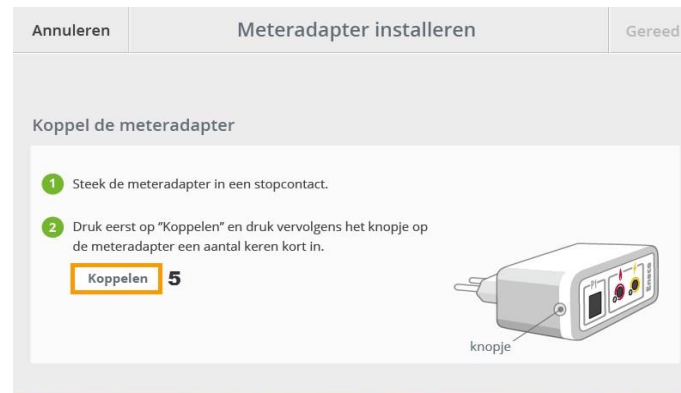 Annuleren
Meteradapter installeren
Gereed
Koppel de meteradapter
1 Steek de meteradapter in een stopcontact.
2 Druk eerst op “Koppelen” en druk vervolgens het knopje op
de meteradapter een aantal keren kort in.
Koppelen 5
P1
Eneco
knopje